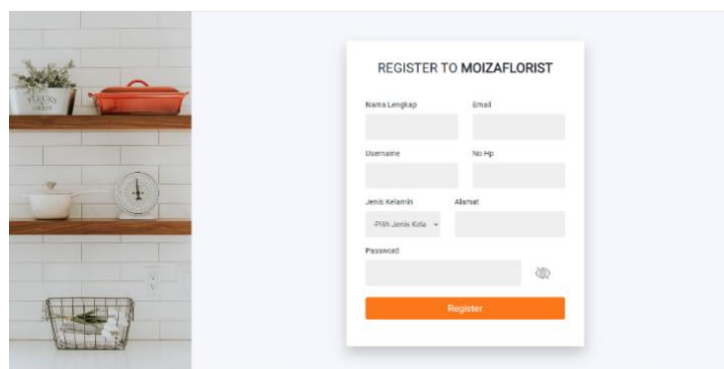 REGISTER TO MOIZAFLORIST
Nama Lengkap Email
Username No Hp
Jenis Kelamin Alamat
-Pilih Jenis Kela
Password
Register